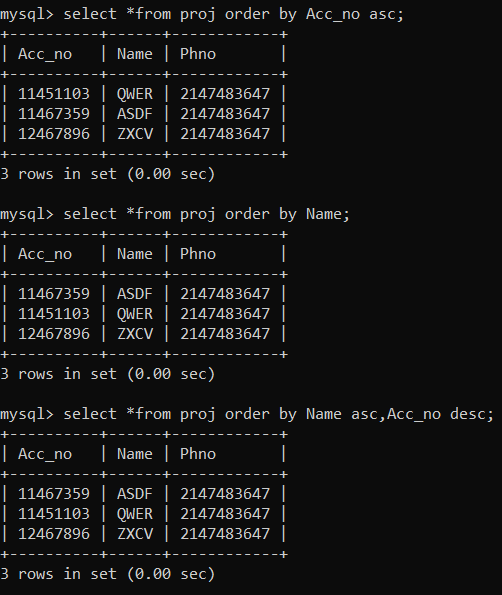 mysql> select *from proj order by Acc_no asc;
+----------+------+------------+
| Acc_no   | Name | Phno       |
+----------+------+------------+
| 11451103 | QWER | 2147483647 |
| 11467359 | ASDF | 2147483647 |
| 12467896 | ZXCV | 2147483647 |
+----------+------+------------+
3 rows in set (0.00 sec)
mysql> select *from proj order by Name;
+----------+------+------------+
| Acc_no   | Name | Phno       |
+----------+------+------------+
| 11467359 | ASDF | 2147483647 |
| 11451103 | QWER | 2147483647 |
| 12467896 | ZXCV | 2147483647 |
+----------+------+------------+
3 rows in set (0.00 sec)
mysql> select *from proj order by Name asc,Acc_no desc;
+----------+------+------------+
| Acc_no   | Name | Phno       |
+----------+------+------------+
| 11467359 | ASDF | 2147483647 |
| 11451103 | QWER | 2147483647 |
| 12467896 | ZXCV | 2147483647 |
+----------+------+------------+
3 rows in set (0.00 sec)